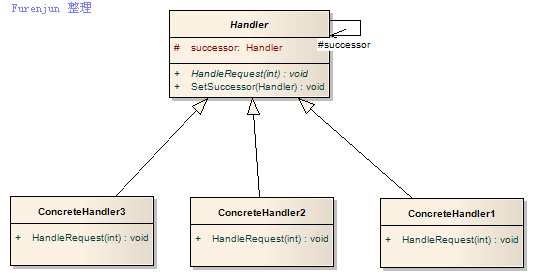 Furenjun 整理
Handler
# successor: Handler
#successor
+ HandleRequest(int) : void
+ SetSuccessor(Handler) : void
ConcreteHandler3
+ HandleRequest(int) : void
ConcreteHandler2
+ HandleRequest(int) : void
ConcreteHandler1
+ HandleRequest(int) : void